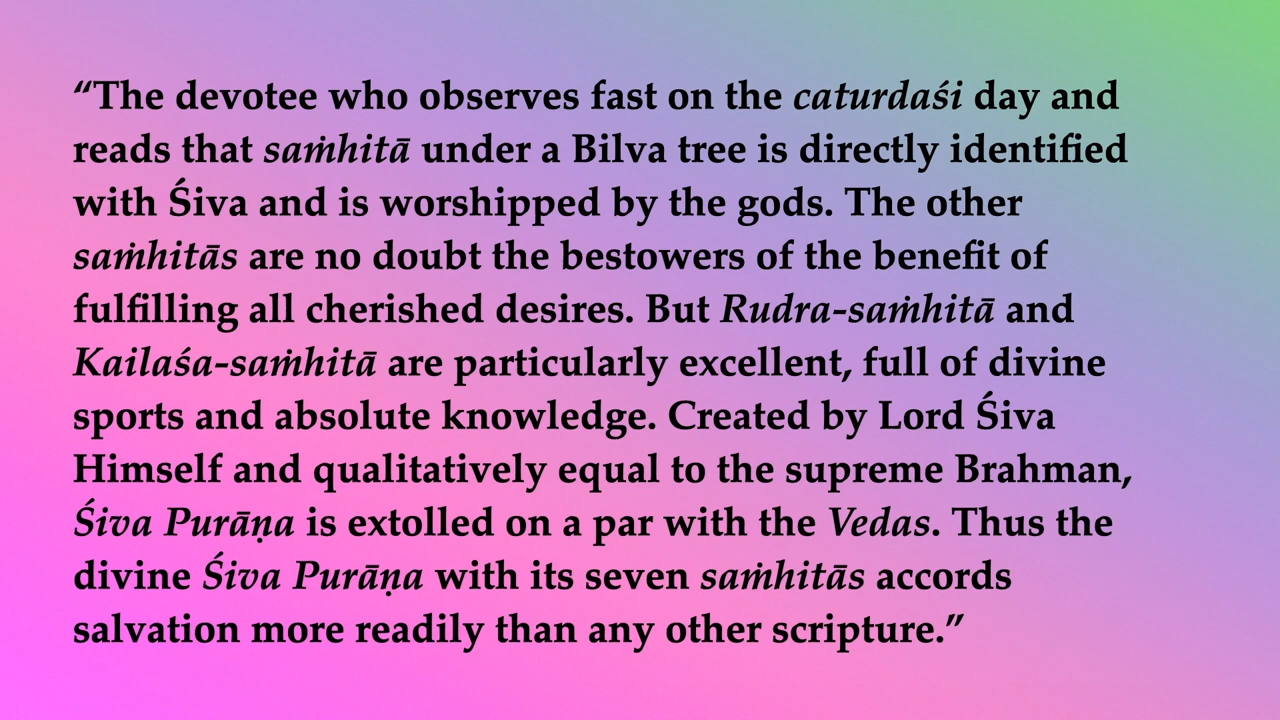 “The devotee who observes fast on the caturdaśi day and
reads that saṁhitā under a Bilva tree is directly identified
with Śiva and is worshipped by the gods. The other
saṁhitās are no doubt the bestowers of the benefit of
fulfilling all cherished desires. But Rudra-saṁhitā and
Kailaśa-saṁhitā are particularly excellent, full of divine
sports and absolute knowledge. Created by Lord Śiva
Himself and qualitatively equal to the supreme Brahman,
Śiva Purāṇa is extolled on a par with the Vedas. Thus the
divine Śiva Purāṇa with its seven saṁhitās accords
salvation more readily than any other scripture.”